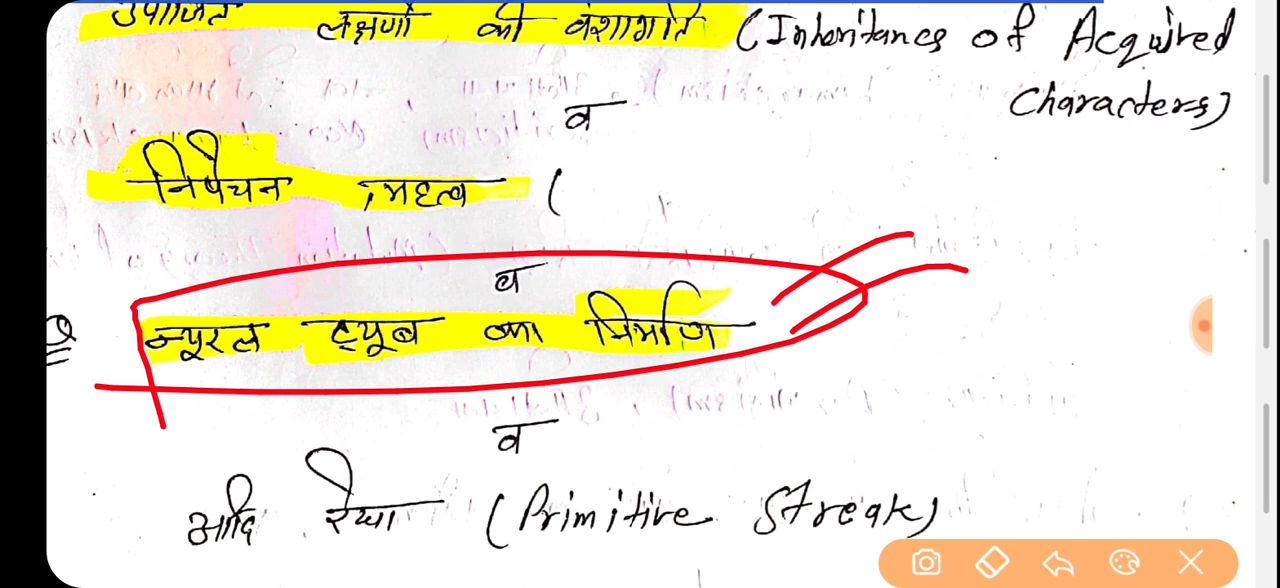 उपार्जित लक्षणों की वंशागति (Inheritance of Acquired
Characters)
व
निषेचन, महत्व (
व
न्यूरल ट्यूब का निर्माण
व
आदि रेखा (Primitive Streak)